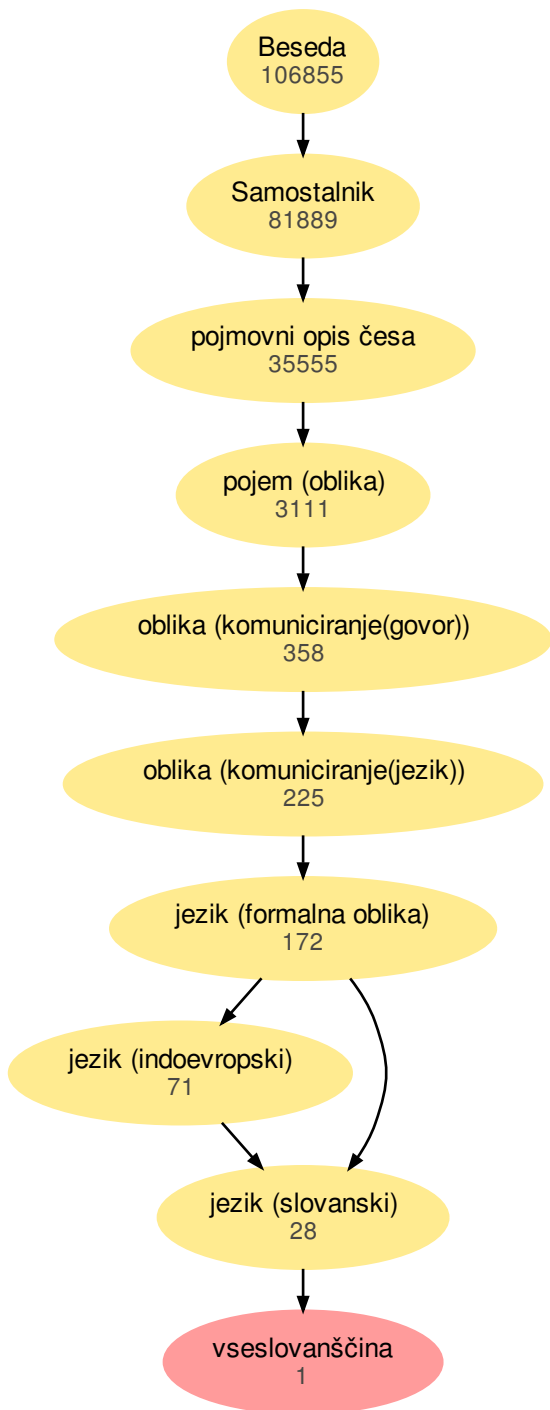 Beseda
106855
Samostalnik
81889
pojmovni opis česa
35555
pojem (oblika)
3111
oblika (komuniciranje(govor))
358
oblika (komuniciranje(jezik))
225
jezik (formalna oblika)
172
jezik (indoevropski)
71
jezik (slovanski)
28
vseslovanščina
1